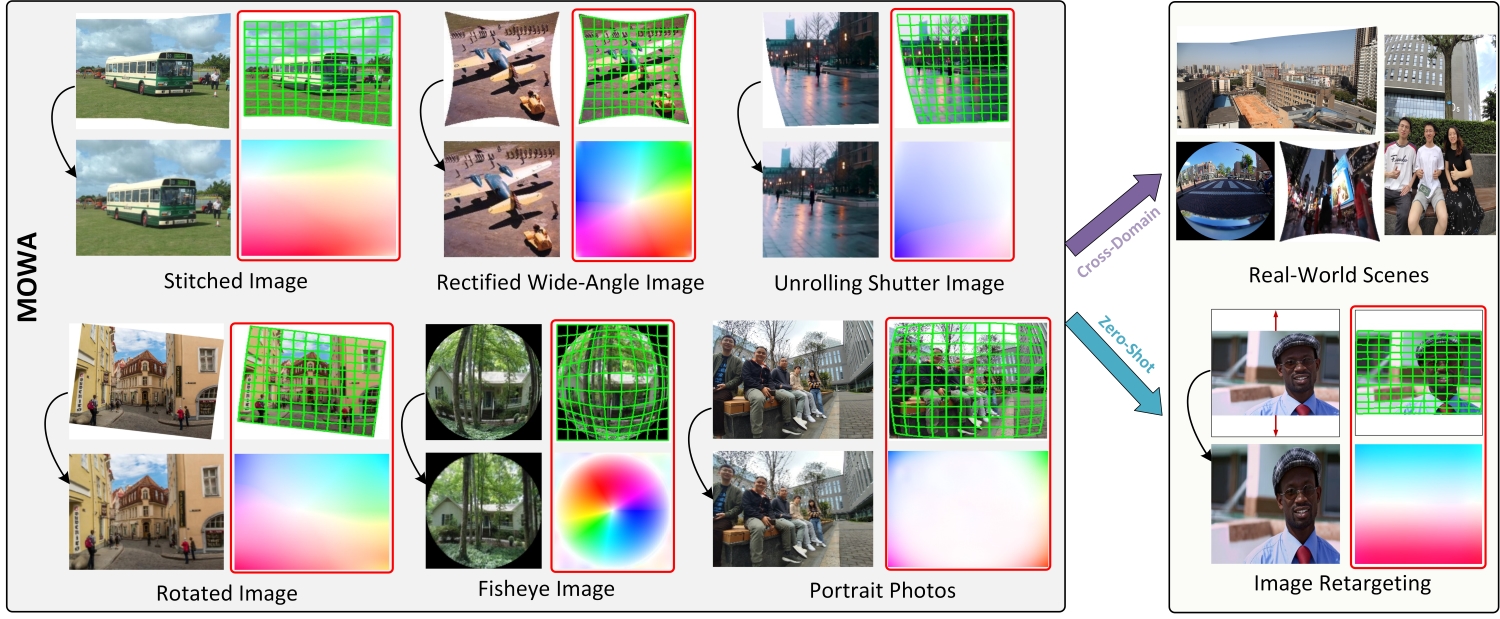 MOWA
Stitched Image
Rectified Wide-Angle Image
Unrolling Shutter Image
Rotated Image
Fisheye Image
Portrait Photos
Cross-Domain
Zero-Shot
Real-World Scenes
Image Retargeting